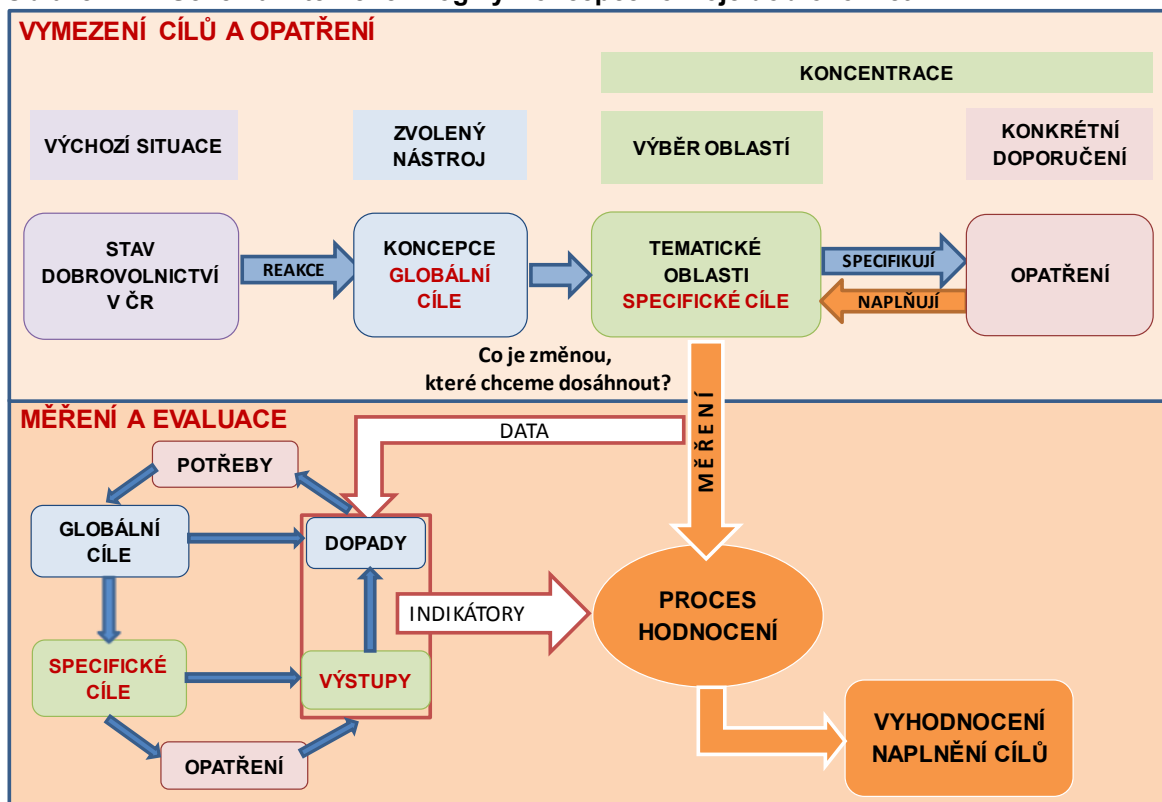 VYMEZENÍ CÍLŮ A OPATŘENÍ
KONCENTRACE
VÝCHOZÍ SITUACE
ZVOLENÝ
NÁSTROJ
VÝBĚR OBLASTÍ
KONKRÉTNÍ
DOPORUČENÍ
STAV
DOBROVOLNICTVÍ
V ČR
REAKCE
KONCEPCE
GLOBÁLNÍ
CÍLE
TEMATICKÉ
OBLASTI
SPECIFICKÉ CÍLE
SPECIFIKUJÍ
NAPLŇUJÍ
OPATŘENÍ
Co je změnou,
které chceme dosáhnout?
MĚŘENÍ
MĚŘENÍ A EVALUACE
DATA
POTŘEBY
GLOBÁLNÍ
CÍLE
DOPADY
INDIKÁTORY
PROCES
HODNOCENÍ
SPECIFICKÉ
CÍLE
VÝSTUPY
OPATŘENÍ
VYHODNOCENÍ
NAPLNĚNÍ CÍLŮ